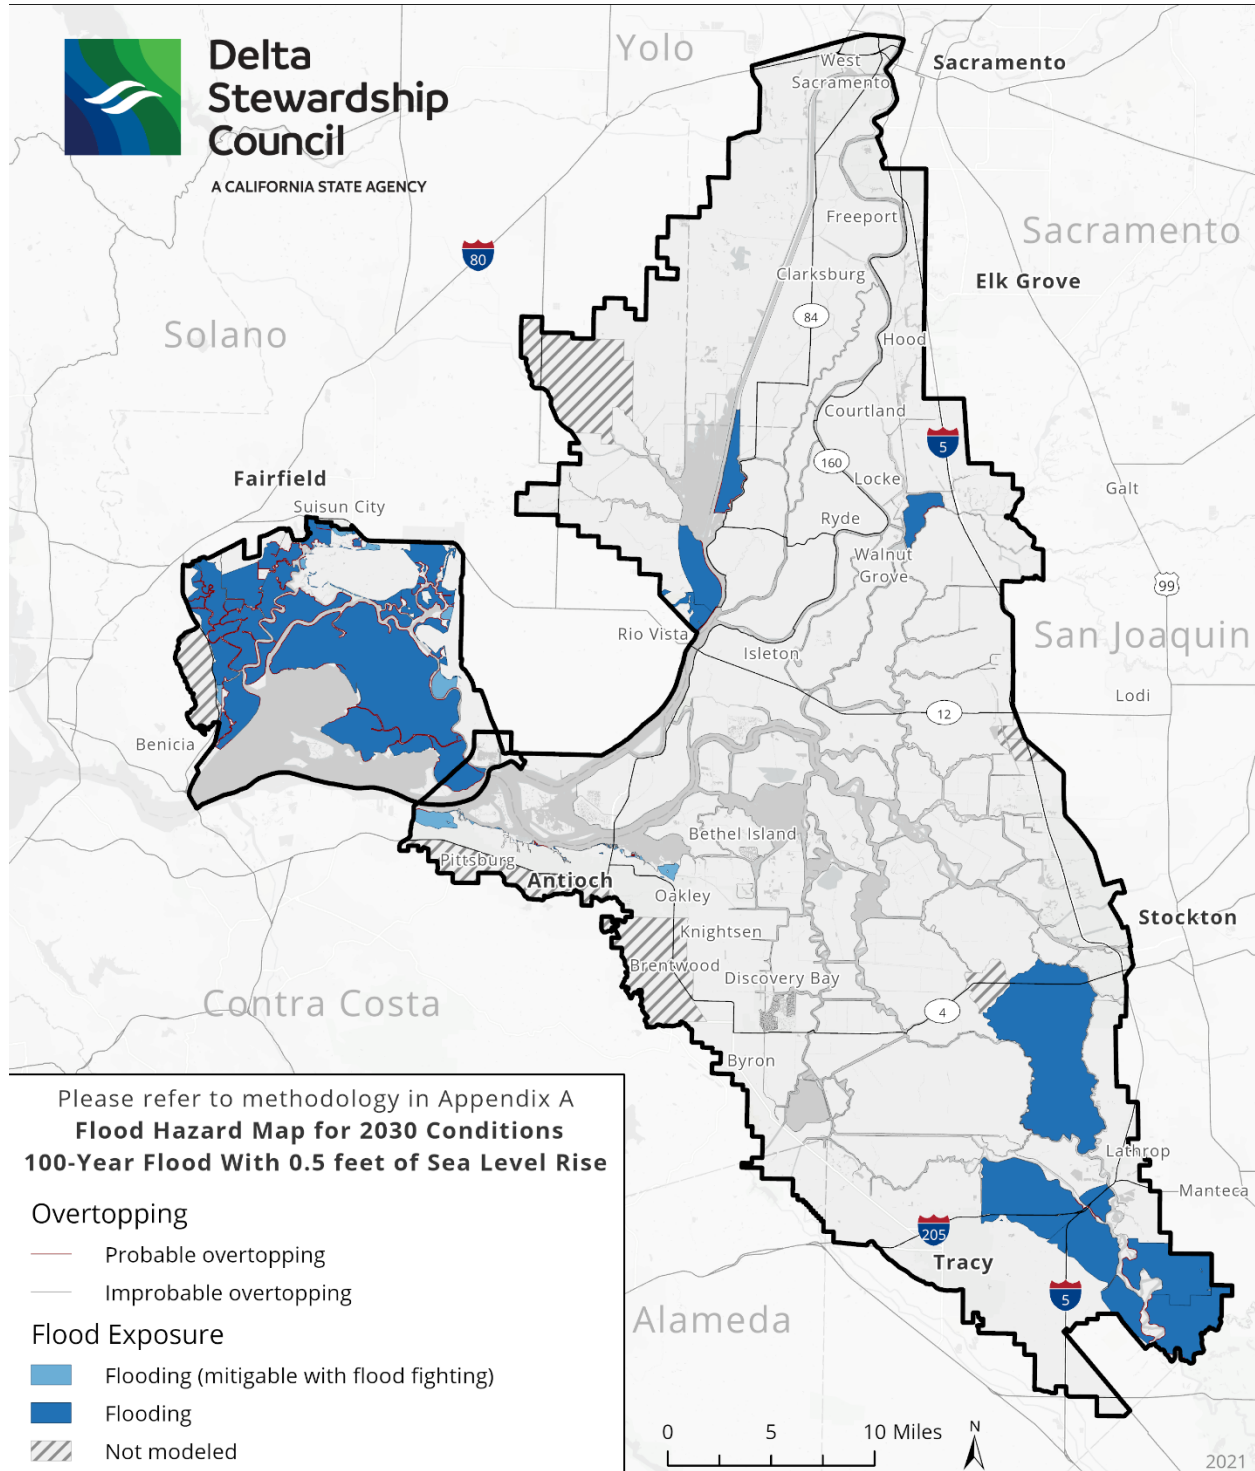 Delta
Stewardship
Council
A CALIFORNIA STATE AGENCY
Yolo
West
Sacramento
Sacramento
Freeport
Sacramento
80
Clarksburg
Elk Grove
84
Solano
Hood
Courtland
5
160
Locke
Fairfield
Galt
Suisun City
Ryde
Walnut
Grove
99
Rio Vista
San Joaquin
Isleton
Lodi
12
Benicia
Bethel Island
Pittsburg
Antioch
Oakley
Stockton
Knightsen
Brentwood
Discovery Bay
Contra Costa
4
Byron
Please refer to methodology in Appendix A
Flood Hazard Map for 2030 Conditions
100-Year Flood With 0.5 feet of Sea Level Rise
Lathrop
Manteca
205
Tracy
5
Alameda
Overtopping
Probable overtopping
Improbable overtopping
Flood Exposure
Flooding (mitigable with flood fighting)
Flooding
Not modeled
0 5 10 Miles
N
2021